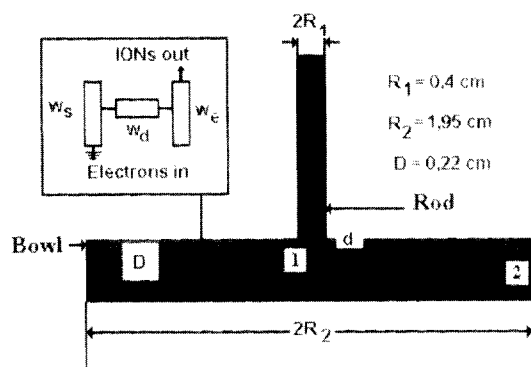 2R1
IONs out
ws
wd
we
Electrons in
R1 = 0,4 cm
R2 = 1,95 cm
D = 0,22 cm
Rod
Bowl
D
1
d
2
2R2